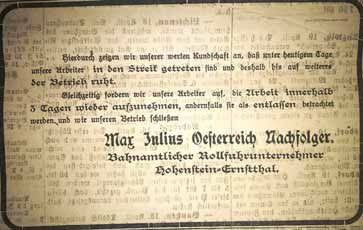 Hierdurch zeigen wir unserer werten Kundschaft an, daß unter heutigem Tage
unsere Arbeiter in den Streik getreten sind und deshalb bis auf weiteres
der Betrieb ruht.
Gleichzeitig fordern wir unsere Arbeiter auf, die Arbeit innerhalb
3 Tagen wieder aufzunehmen, andernfalls sie als entlassen betrachtet
werden, und wir unseren Betrieb schließen
Max Julius Oesterreich Nachfolger.
Bahnamtlicher Rollfuhrunternehmer
Hohenstein-Ernstthal.